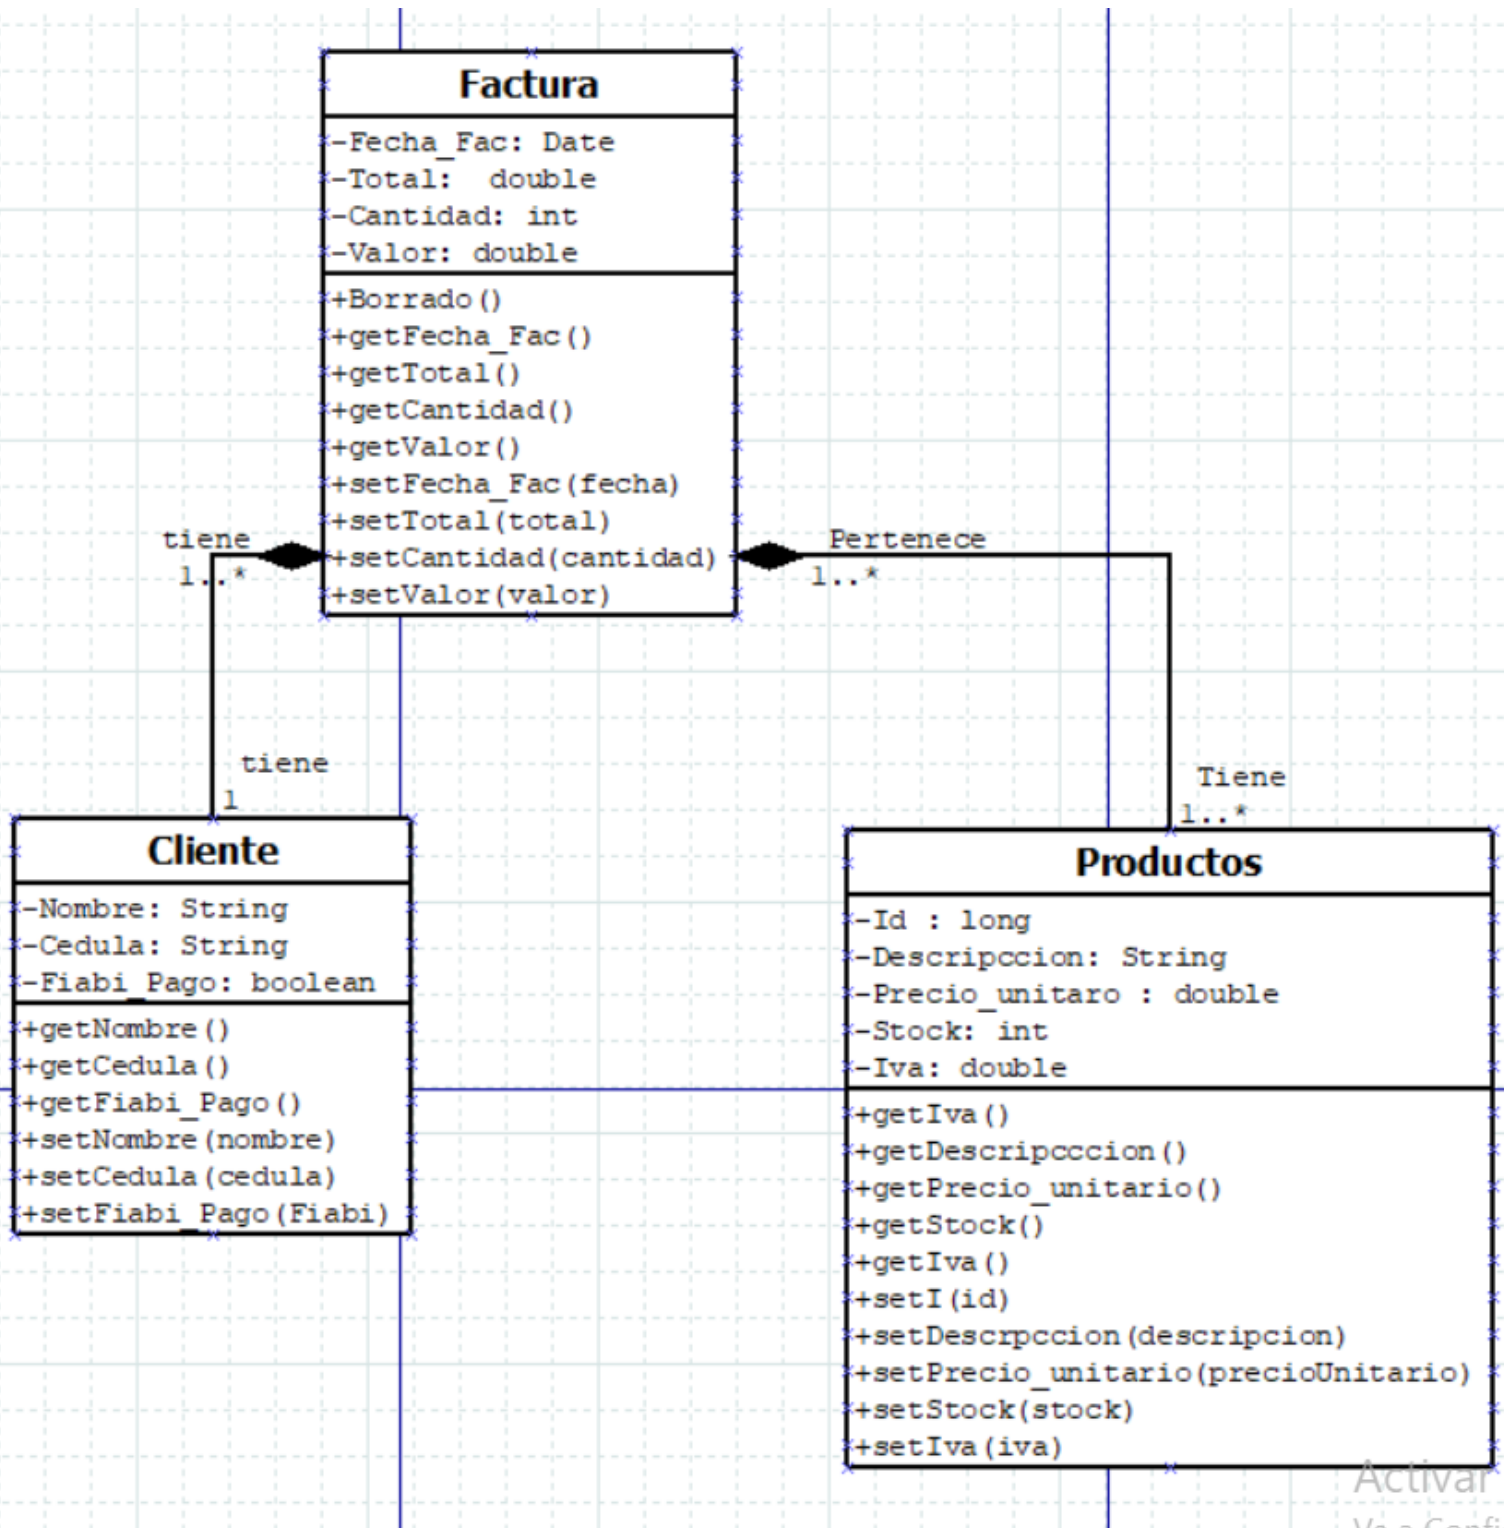 Factura
-Fecha_Fac: Date
-Total:  double
-Cantidad: int
-Valor: double
+Borrado()
+getFecha_Fac()
+getTotal()
+getCantidad()
+getValor()
+setFecha_Fac(fecha)
+setTotal(total)
+setCantidad(cantidad)
+setValor(valor)
tiene
1..*
Pertenece
1..*
tiene
1
Tiene
1..*
Cliente
-Nombre: String
-Cedula: String
-Fiabi_Pago: boolean
+getNombre()
+getCedula()
+getFiabi_Pago()
+setNombre(nombre)
+setCedula(cedula)
+setFiabi_Pago(Fiabi)
Productos
-Id : long
-Descripccion: String
-Precio_unitaro : double
-Stock: int
-Iva: double
+getIva()
+getDescripcccion()
+getPrecio_unitario()
+getStock()
+getIva()
+setI(id)
+setDescrpccion(descripcion)
+setPrecio_unitario(precioUnitario)
+setStock(stock)
+setIva(iva)
Activar